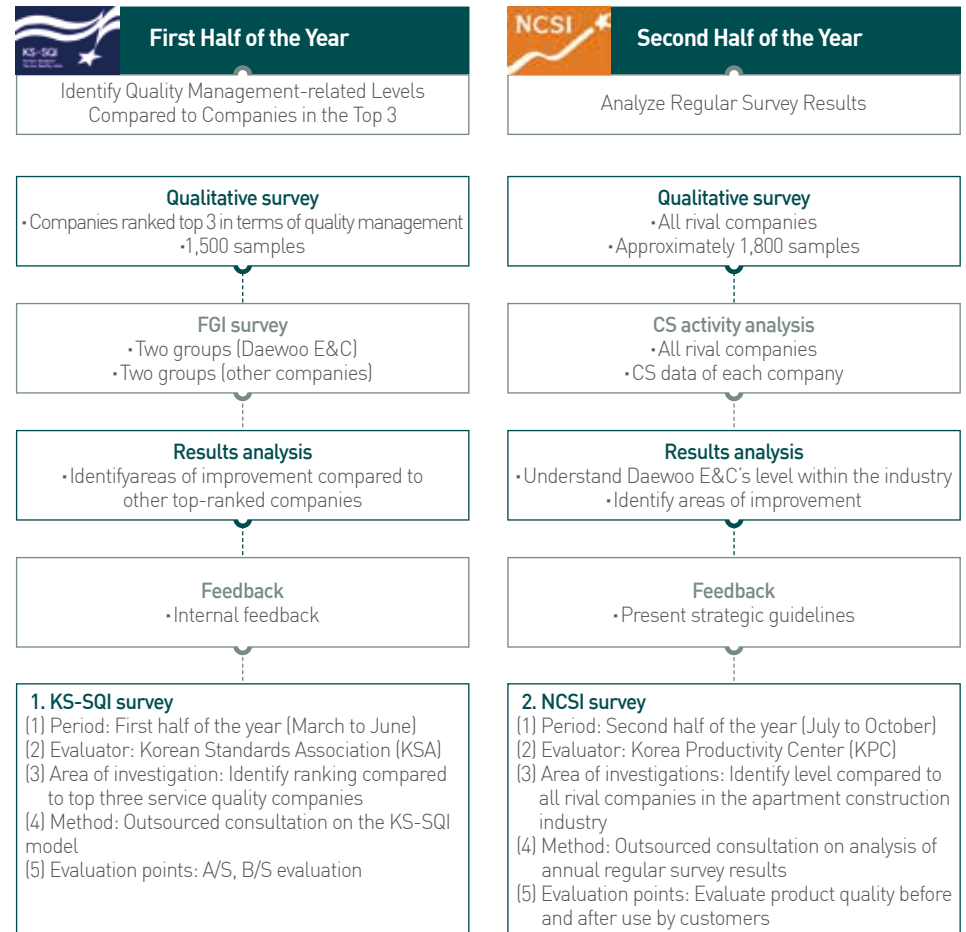 KS-SQI
First Half of the Year
Identify Quality Management-related Levels
Compared to Companies in the Top 3
Qualitative survey
·Companies ranked top 3 in terms of quality management
·1,500 samples
FGI survey
·Two groups (Daewoo E&C)
·Two groups (other companies)
Results analysis
·Identifyareas of improvement compared to
other top-ranked companies
Feedback
·Internal feedback
1. KS-SQI survey
(1) Period: First half of the year (March to June)
(2) Evaluator: Korean Standards Association (KSA)
(3) Area of investigation: Identify ranking compared
to top three service quality companies
(4) Method: Outsourced consultation on the KS-SQI
model
(5) Evaluation points: A/S, B/S evaluation
NCSI
Second Half of the Year
Analyze Regular Survey Results
Qualitative survey
·All rival companies
·Approximately 1,800 samples
CS activity analysis
·All rival companies
·CS data of each company
Results analysis
·Understand Daewoo E&C's level within the industry
·Identify areas of improvement
Feedback
·Present strategic guidelines
2. NCSI survey
(1) Period: Second half of the year (July to October)
(2) Evaluator: Korea Productivity Center (KPC)
(3) Area of investigations: Identify level compared to
all rival companies in the apartment construction
industry
(4) Method: Outsourced consultation on analysis of
annual regular survey results
(5) Evaluation points: Evaluate product quality before
and after use by customers